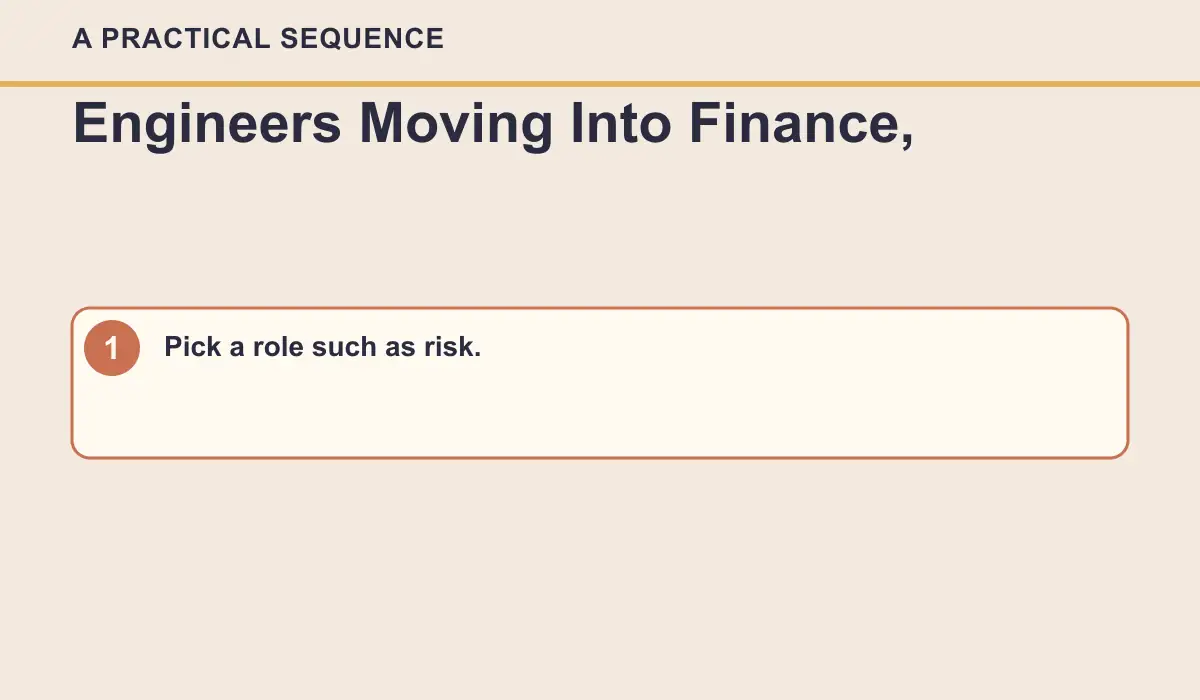 A PRACTICAL SEQUENCE
Engineers Moving Into Finance,
1 Pick a role such as risk.